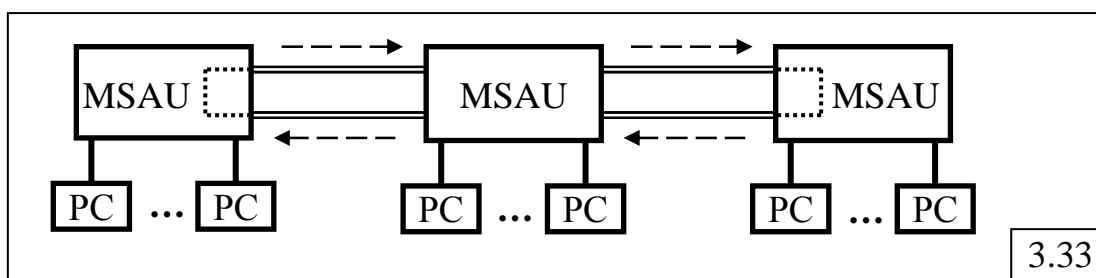 MSAU MSAU MSAU
PC ... PC PC ... PC PC ... PC
3.33